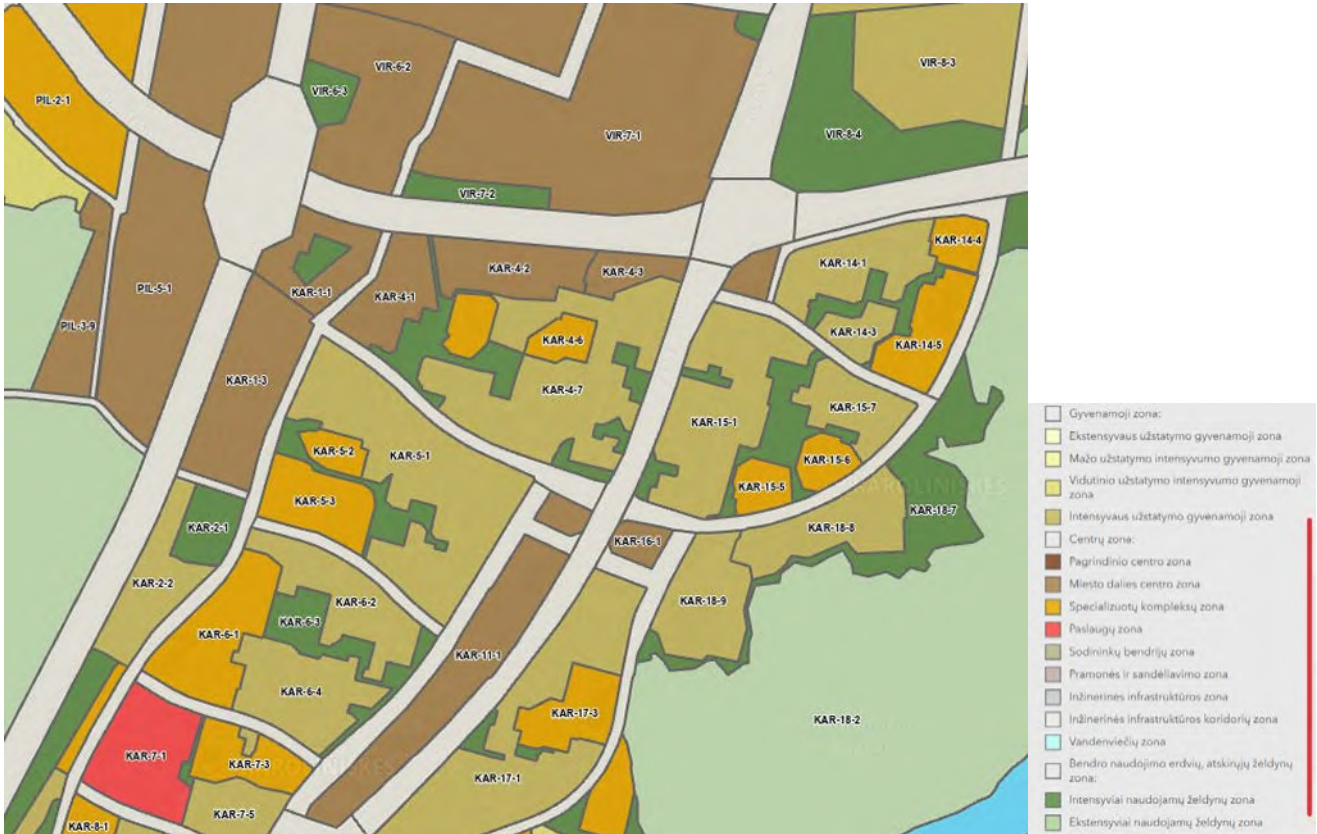 VIR-6-2
VIR-8-3
VIR-6-3
PIL-2-1
VIR-7-1
VIR-8-4
VIR-7-2
KAR-14-4
KAR-14-1
KAR-4-2
KAR-4-3
PIL-5-1
KAR-1-1
KAR-4-1
PIL-3-9
KAR-14-3
KAR-4-6
KAR-14-5
KAR-1-3
KAR-4-7
KAR-15-7
KAR-15-1
KAR-5-2
KAR-5-1
KAR-15-6
KAR-15-5
KAROLINIŠKĖS
KAR-5-3
KAR-18-7
KAR-2-1
KAR-18-8
KAR-16-1
KAR-2-2
KAR-6-2
KAR-18-9
KAR-6-3
KAR-6-1
KAR-11-1
KAR-6-4
KAR-17-3
KAR-18-2
KAR-7-1
KAR-7-3
KAROLINIŠKĖS
KAR-17-1
KAR-7-5
KAR-8-1
Gyvenamoji zona:
Ekstensyvaus užstatymo gyvenamoji zona
Mažo užstatymo intensyvumo gyvenamoji zona
Vidutinio užstatymo intensyvumo gyvenamoji
zona
Intensyvaus užstatymo gyvenamoji zona
Centrų zona:
Pagrindinio centro zona
Miesto dalies centro zona
Specializuotų kompleksų zona
Paslaugų zona
Sodininkų bendrijų zona
Pramonės ir sandėliavimo zona
Inžinerinės infrastruktūros zona
Inžinerinės infrastruktūros koridorių zona
Vandenviečių zona
Bendro naudojimo erdvių, atskirųjų želdynų
zona:
Intensyviai naudojamų želdynų zona
Ekstensyviai naudojamų želdynų zona